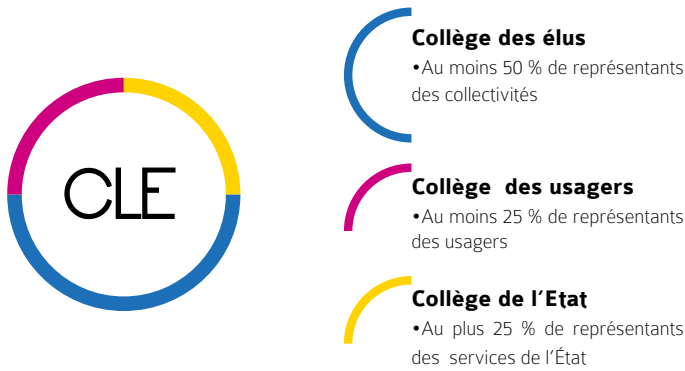 CLE
Collège des élus
•Au moins 50 % de représentants
des collectivités
Collège des usagers
•Au moins 25 % de représentants
des usagers
Collège de l'Etat
•Au plus 25 % de représentants
des services de l'État